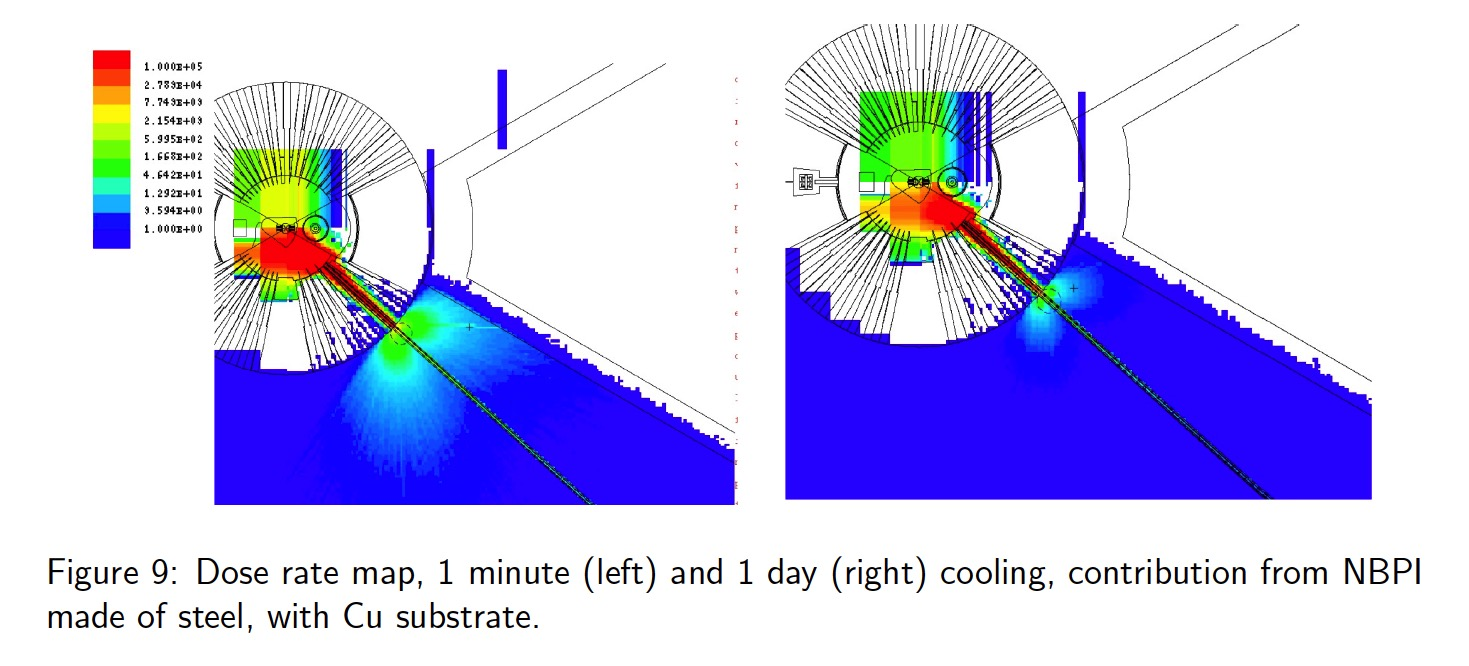 1.000E+05
2.783E+04
7.743E+03
2.154E+03
5.995E+02
1.668E+02
4.642E+01
1.292E+01
3.594E+00
1.000E+00
Figure 9: Dose rate map, 1 minute (left) and 1 day (right) cooling, contribution from NBPI
made of steel, with Cu substrate.